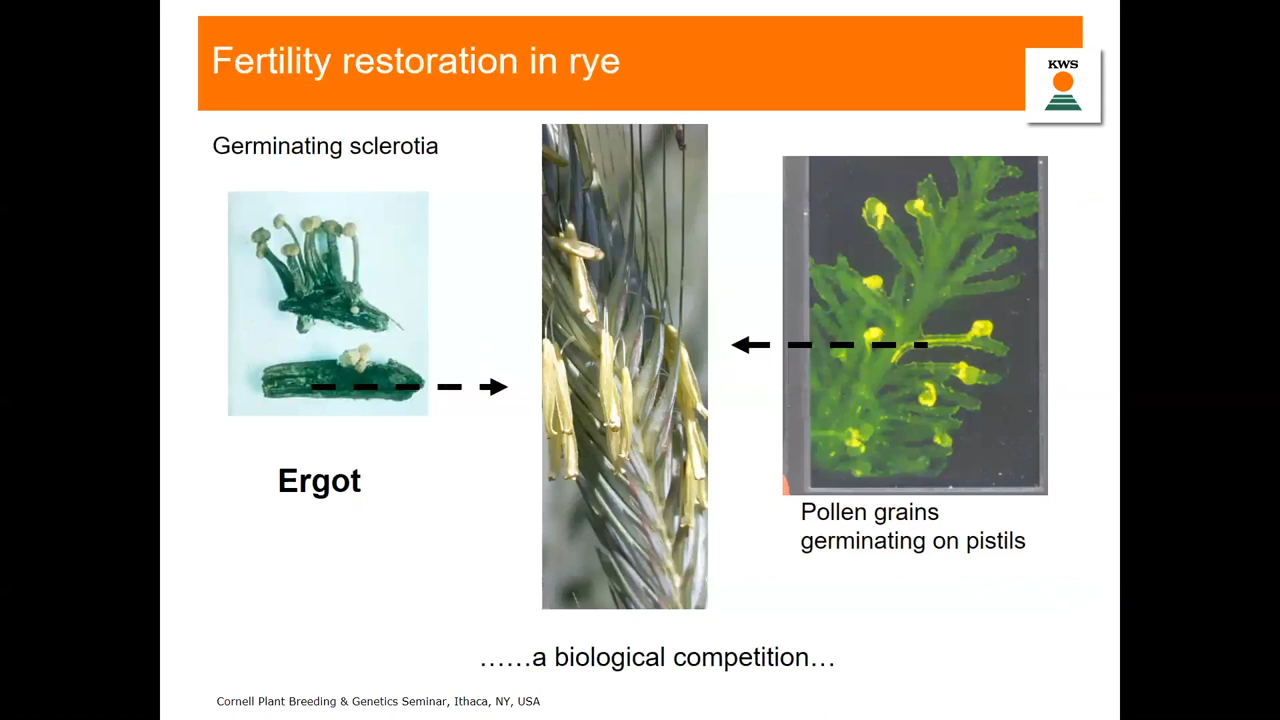 Fertility restoration in rye
KWS
Germinating sclerotia
Ergot
Pollen grains
germinating on pistils
……a biological competition…
Cornell Plant Breeding & Genetics Seminar, Ithaca, NY, USA